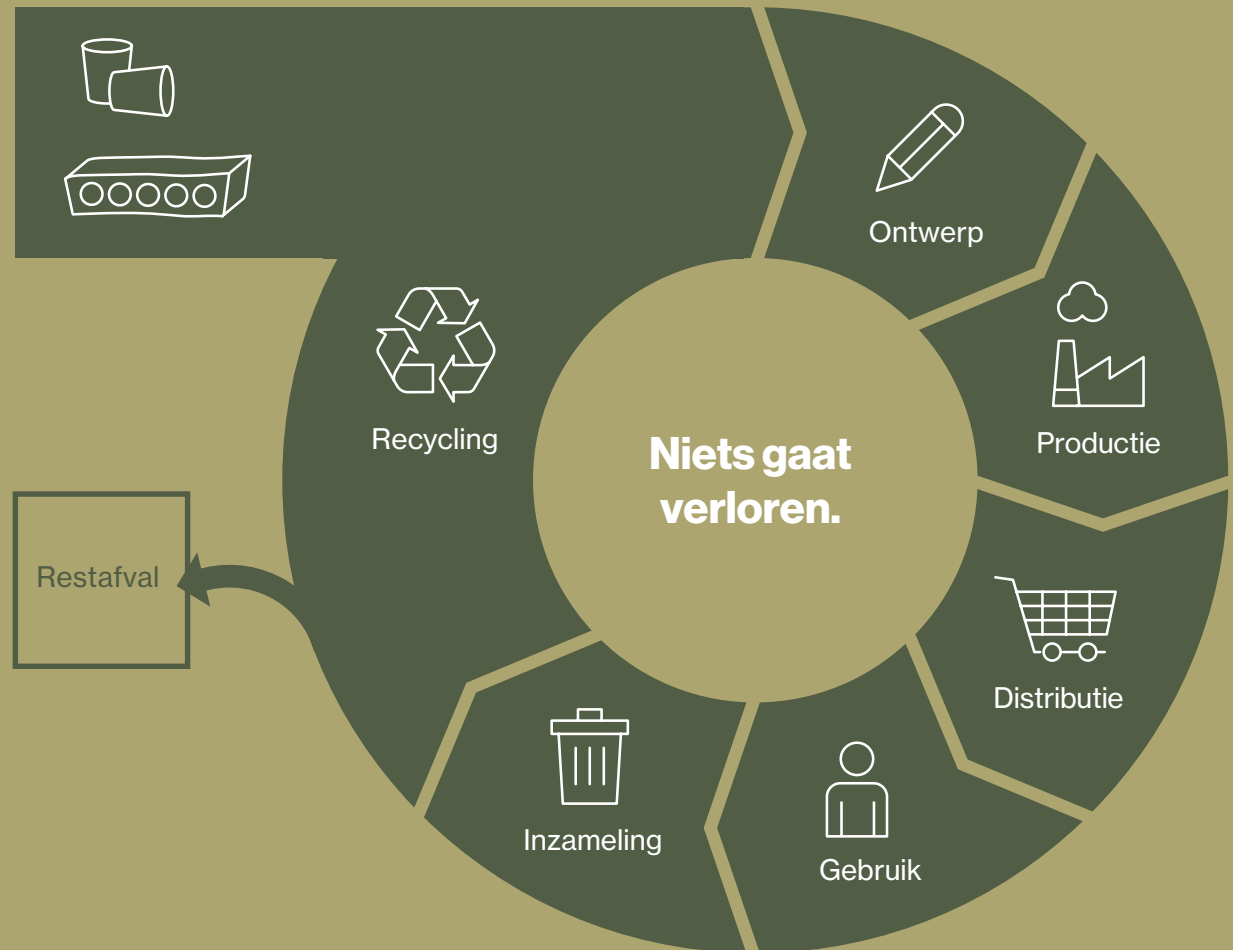 Ontwerp
Productie
Distributie
Gebruik
Inzameling
Recycling
Restafval
Niets gaat
verloren.